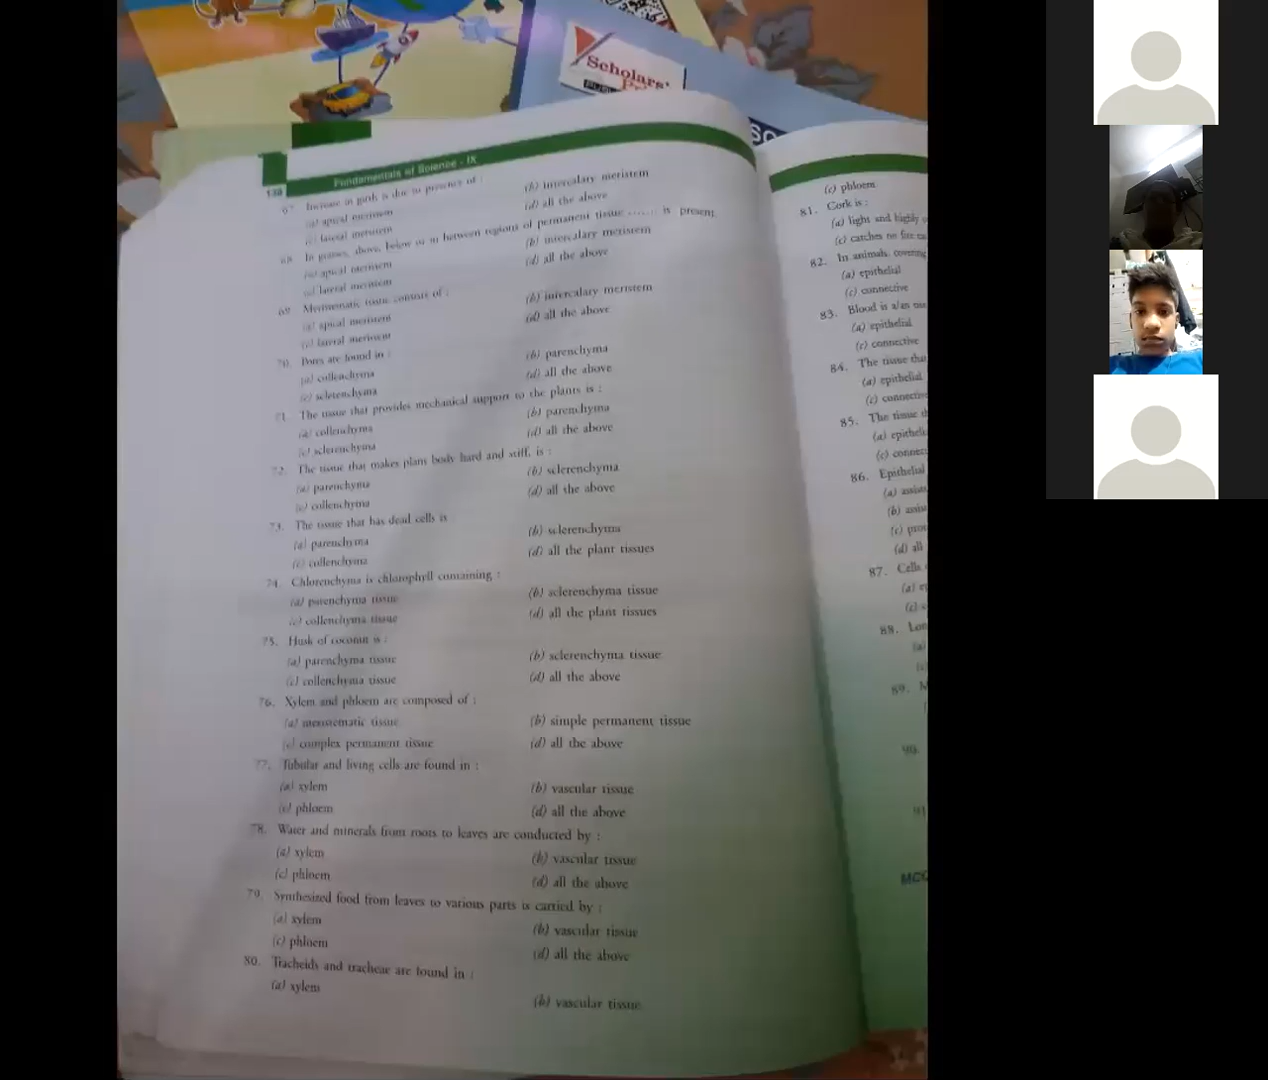 Scholars'
138
Fundamentals of Science - IX
67. Increase in girth is due to presence of :
(a) apical meristem
(b) intercalary meristem
(c) lateral meristem
(d) all the above
68. In grasses, above, below or in between regions of permanent tissue ....... is present
(a) apical meristem
(b) intercalary meristem
(c) lateral meristem
(d) all the above
69. Meristematic tissue consists of :
(a) apical meristem
(b) intercalary meristem
(c) lateral meristem
(d) all the above
70. Pores are found in :
(a) collenchyma
(b) parenchyma
(c) sclerenchyma
(d) all the above
71. The tissue that provides mechanical support to the plants is :
(a) collenchyma
(b) parenchyma
(c) sclerenchyma
(d) all the above
72. The tissue that makes plans body hard and stiff, is :
(a) parenchyma
(b) sclerenchyma
(c) collenchyma
(d) all the above
73. The tissue that has dead cells is
(a) parenchyma
(b) sclerenchyma
(c) collenchyma
(d) all the plant tissues
74. Chlorenchyma is chlorophyll containing :
(a) parenchyma tissue
(b) sclerenchyma tissue
(c) collenchyma tissue
(d) all the plant tissues
75. Husk of coconut is :
(a) parenchyma tissue
(b) sclerenchyma tissue
(c) collenchyma tissue
(d) all the above
76. Xylem and phloem are composed of :
(a) meristematic tissue
(b) simple permanent tissue
(c) complex permanent tissue
(d) all the above
77. Tubular and living cells are found in :
(a) xylem
(b) vascular tissue
(c) phloem
(d) all the above
78. Water and minerals from roots to leaves are conducted by :
(a) xylem
(b) vascular tissue
(c) phloem
(d) all the above
79. Synthesized food from leaves to various parts is carried by :
(a) xylem
(b) vascular tissue
(c) phloem
(d) all the above
80. Tracheids and tracheae are found in :
(a) xylem
(b) vascular tissue
(c) phloem
81. Cork is :
(a) light and highly
(c) catches no fire
82. In animals, covering
(a) epithelial
(c) connective
83. Blood is also
(a) epithelial
(c) connective
84. The tissue that
(a) epithelial
(c) connective
85. The tissue
(a)
(c)
86. Epithelial
(a)
(b)
(c)
(d) all
87. Cells
(a)
(c)
88.
(a)
89.
90.
91
MCQ